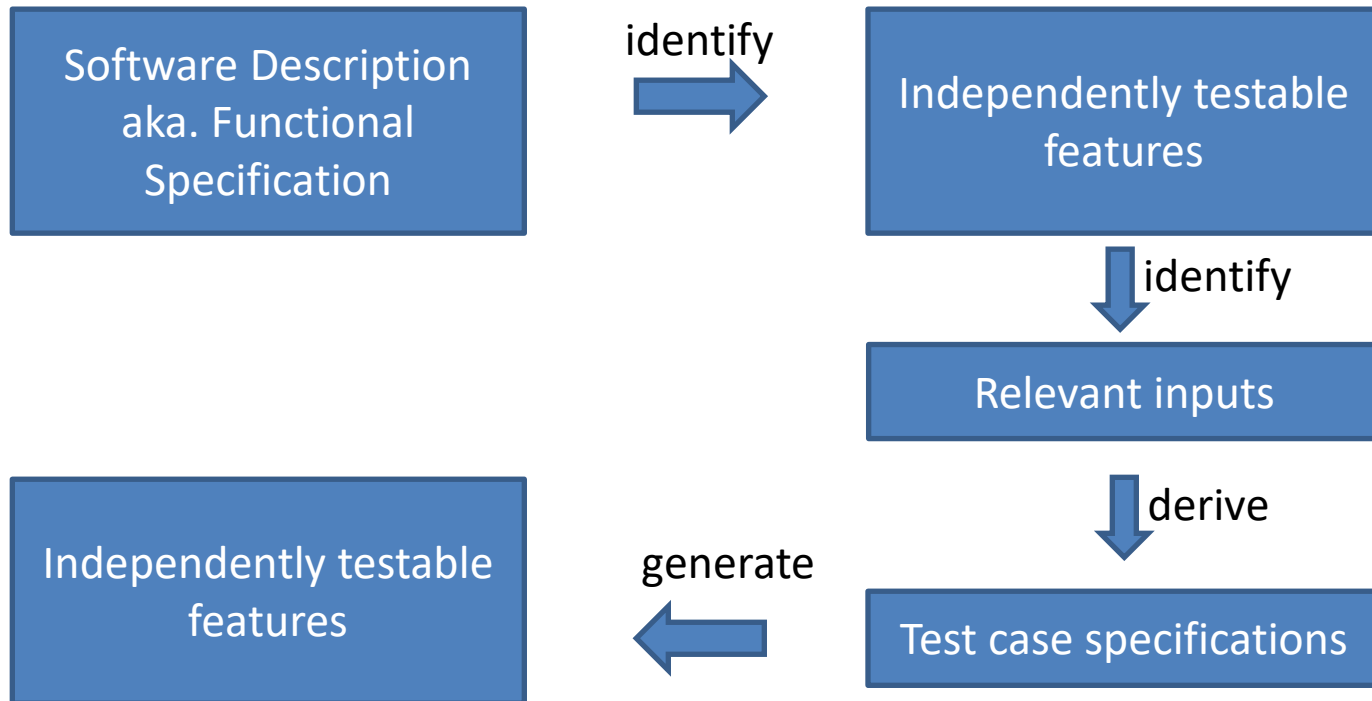 Software Description
aka. Functional
Specification
identify
Independently testable
features
identify
Relevant inputs
derive
Test case specifications
generate
Independently testable
features